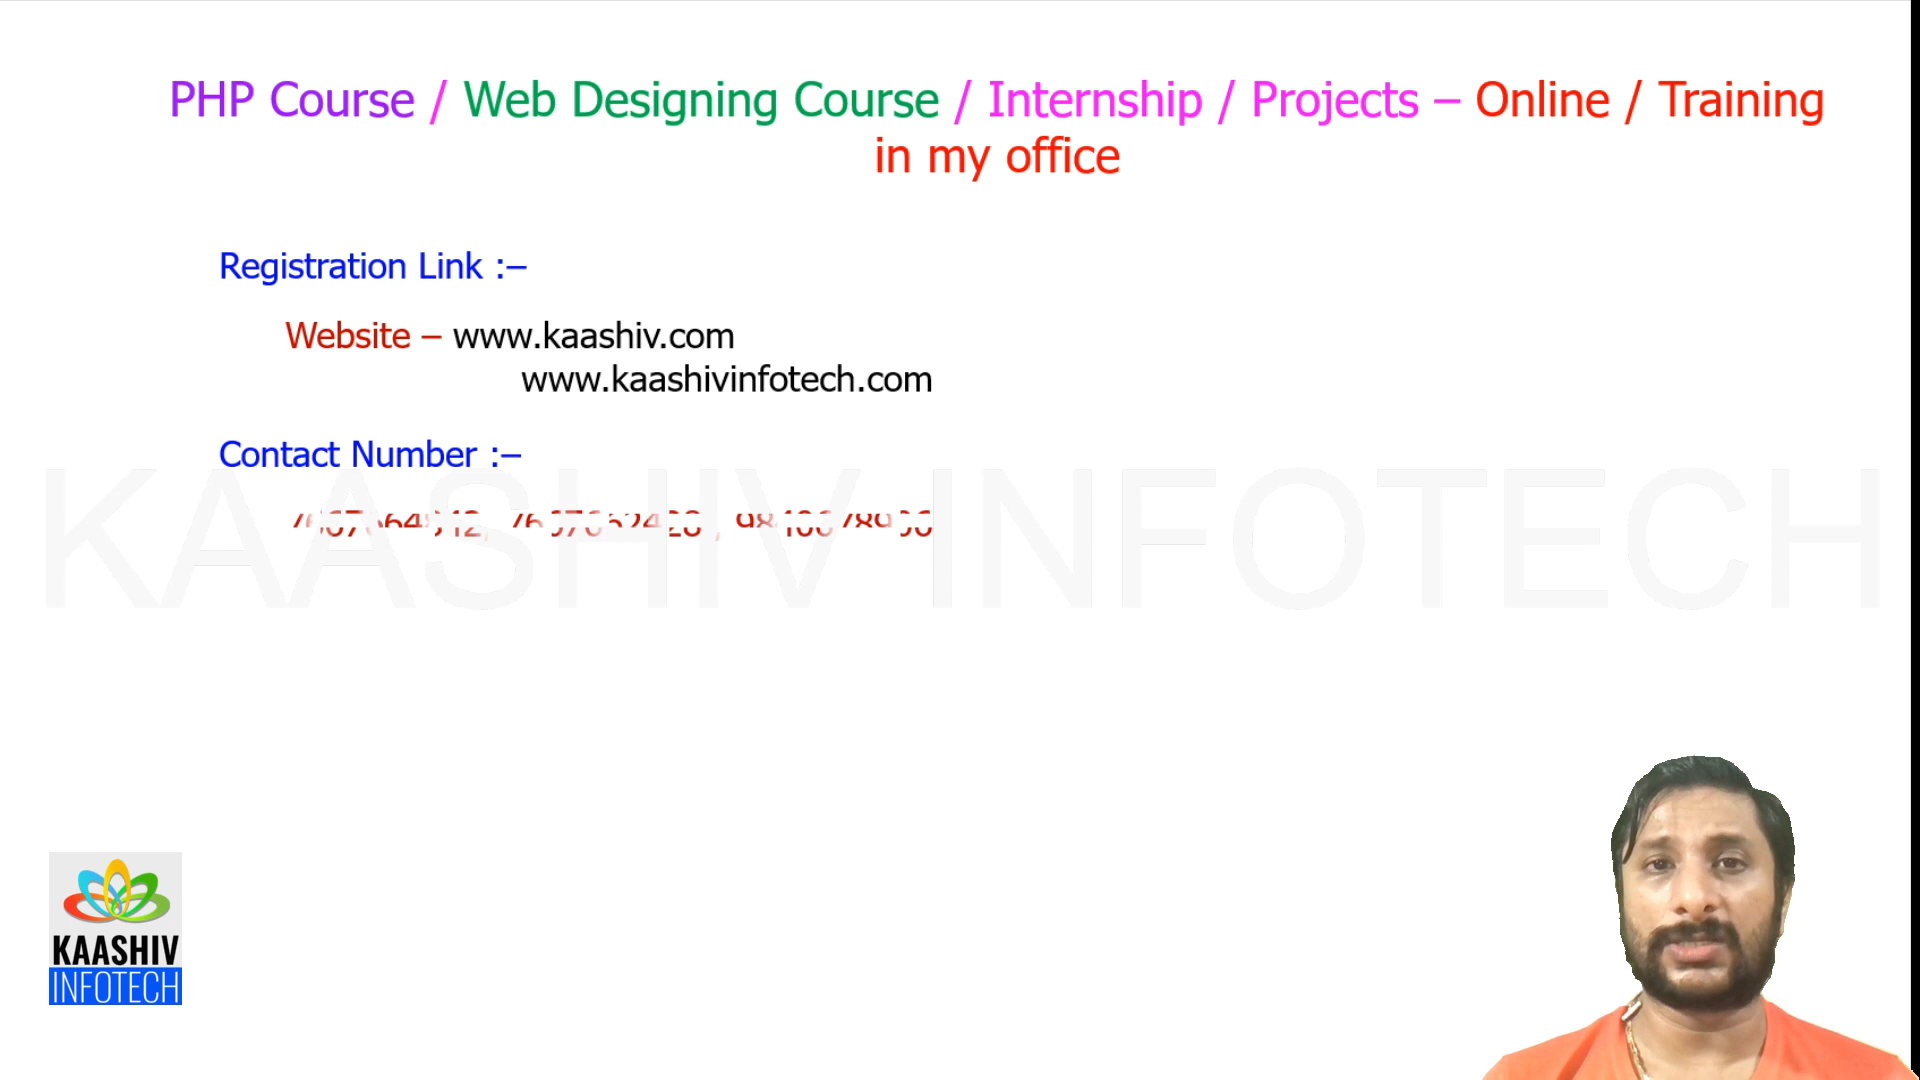 PHP Course / Web Designing Course / Internship / Projects – Online / Training
in my office
Registration Link :–
Website – www.kaashiv.com
www.kaashivinfotech.com
Contact Number :–
KAASHIV INFOTECH
KAASHIV
INFOTECH